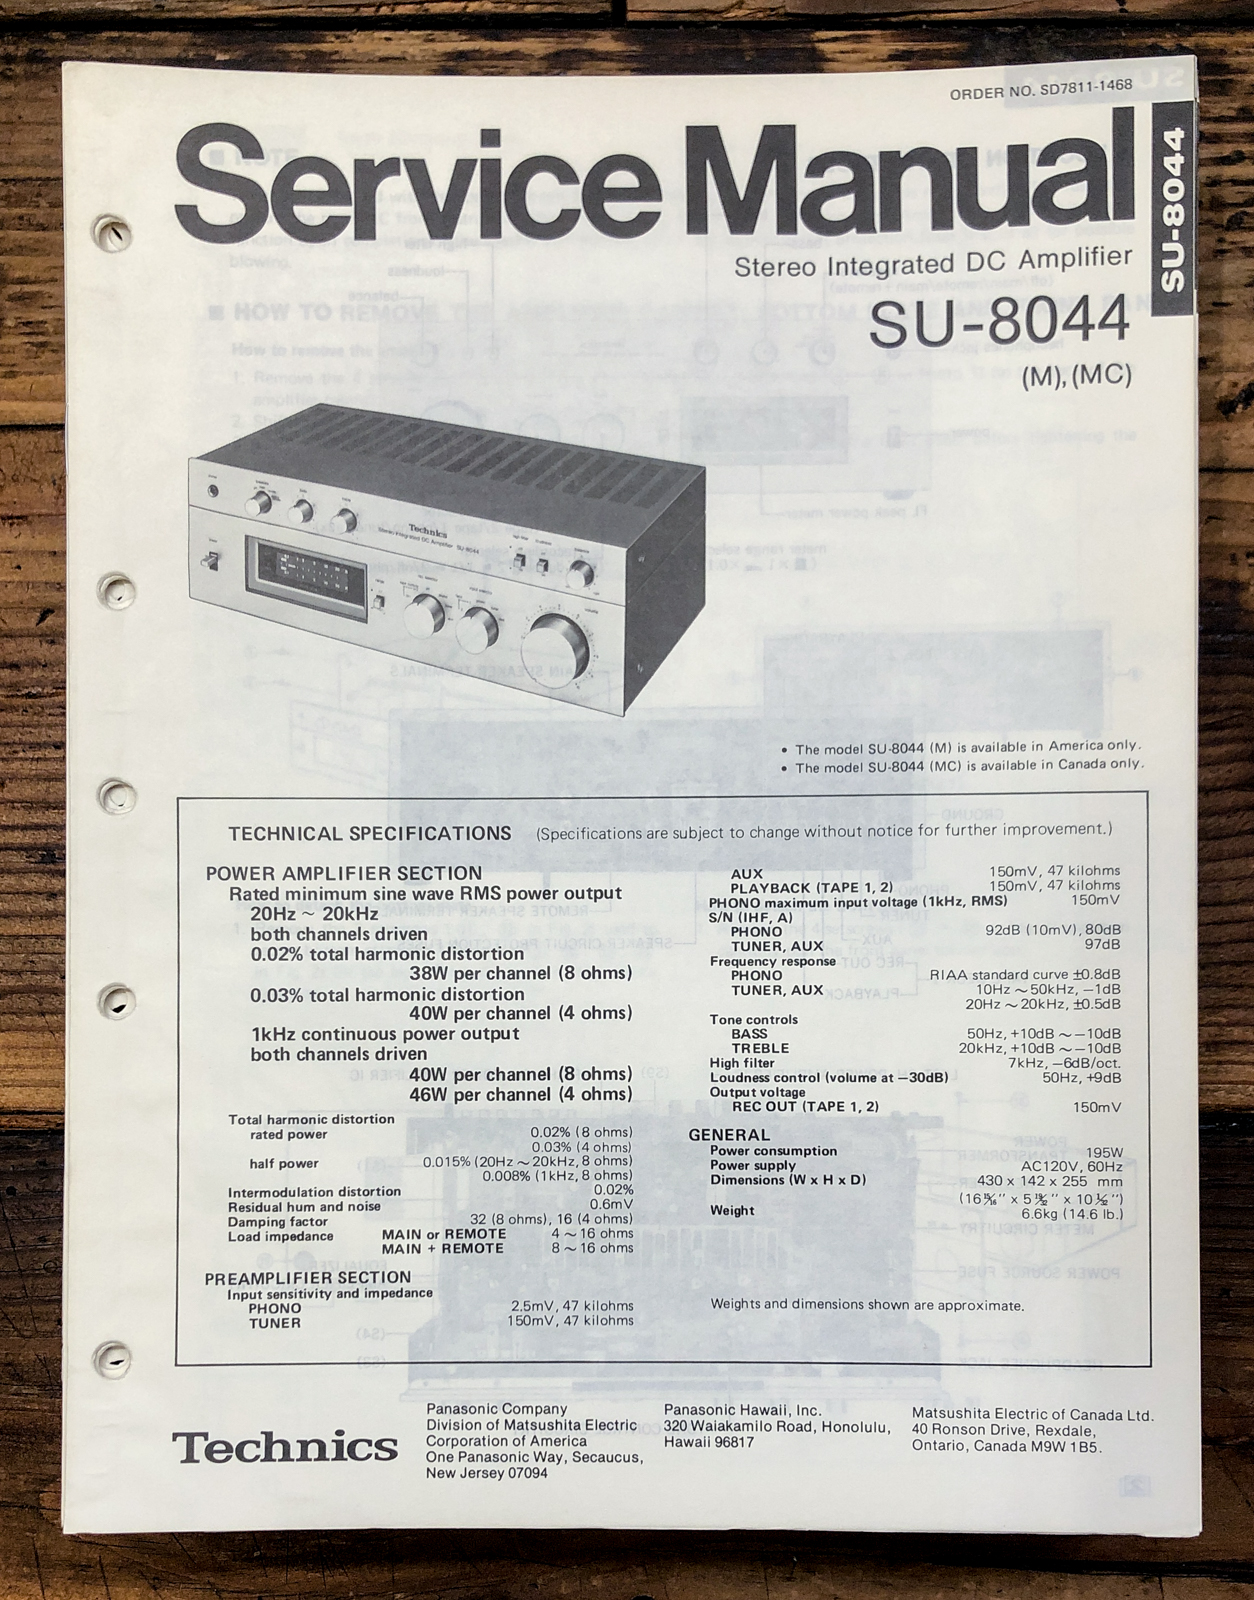 ORDER NO. SD7811-1468
Service Manual
SU-8044
Stereo Integrated DC Amplifier
SU-8044
(M), (MC)
Technics
Stereo Integrated DC Amplifier SU-8044
• The model SU-8044 (M) is available in America only.
• The model SU-8044 (MC) is available in Canada only.
TECHNICAL SPECIFICATIONS (Specifications are subject to change without notice for further improvement.)
POWER AMPLIFIER SECTION
Rated minimum sine wave RMS power output
20Hz ~ 20kHz
both channels driven
0.02% total harmonic distortion
38W per channel (8 ohms)
0.03% total harmonic distortion
40W per channel (4 ohms)
1kHz continuous power output
both channels driven
40W per channel (8 ohms)
46W per channel (4 ohms)
Total harmonic distortion
rated power 0.02% (8 ohms)
0.03% (4 ohms)
half power 0.015% (20Hz ~ 20kHz, 8 ohms)
0.008% (1kHz, 8 ohms)
Intermodulation distortion 0.02%
Residual hum and noise 0.6mV
Damping factor 32 (8 ohms), 16 (4 ohms)
Load impedance MAIN or REMOTE 4 ~ 16 ohms
MAIN + REMOTE 8 ~ 16 ohms
PREAMPLIFIER SECTION
Input sensitivity and impedance
PHONO 2.5mV, 47 kilohms
TUNER 150mV, 47 kilohms
AUX 150mV, 47 kilohms
PLAYBACK (TAPE 1, 2) 150mV, 47 kilohms
PHONO maximum input voltage (1kHz, RMS) 150mV
S/N (IHF, A)
PHONO 92dB (10mV), 80dB
TUNER, AUX 97dB
Frequency response
PHONO RIAA standard curve ±0.8dB
TUNER, AUX 10Hz ~ 50kHz, −1dB
20Hz ~ 20kHz, ±0.5dB
Tone controls
BASS 50Hz, +10dB ~ −10dB
TREBLE 20kHz, +10dB ~ −10dB
High filter 7kHz, −6dB/oct.
Loudness control (volume at −30dB) 50Hz, +9dB
Output voltage
REC OUT (TAPE 1, 2) 150mV
GENERAL
Power consumption 195W
Power supply AC120V, 60Hz
Dimensions (W x H x D) 430 x 142 x 255 mm
Weight 6.6kg (14.6 lb.)
Weights and dimensions shown are approximate.
Technics
Panasonic Company
Division of Matsushita Electric
Corporation of America
One Panasonic Way, Secaucus,
New Jersey 07094
Panasonic Hawaii, Inc.
320 Waiakamilo Road, Honolulu,
Hawaii 96817
Matsushita Electric of Canada Ltd.
40 Ronson Drive, Rexdale,
Ontario, Canada M9W 1B5.